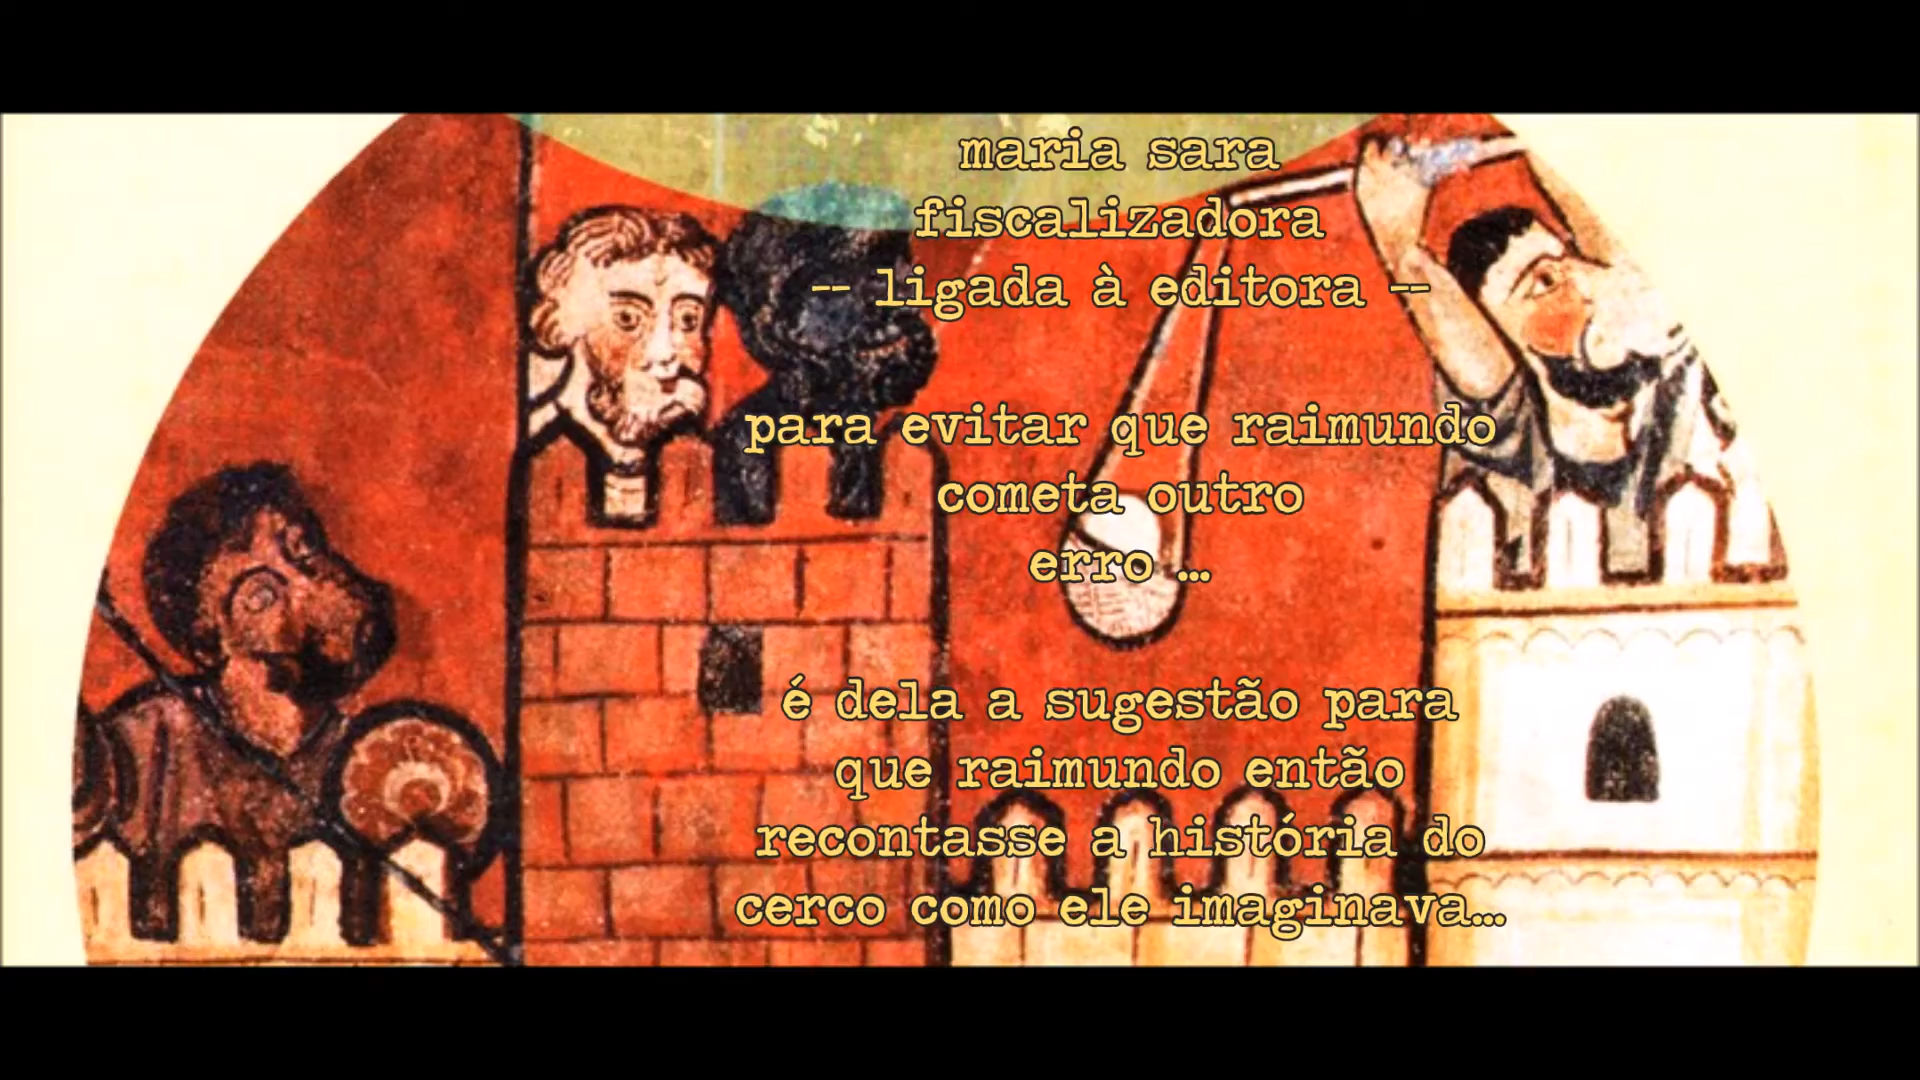 maria sara
fiscalizadora
-- ligada à editora --
para evitar que raimundo
cometa outro
erro ...
é dela a sugestão para
que raimundo então
recontasse a história do
cerco como ele imaginava...